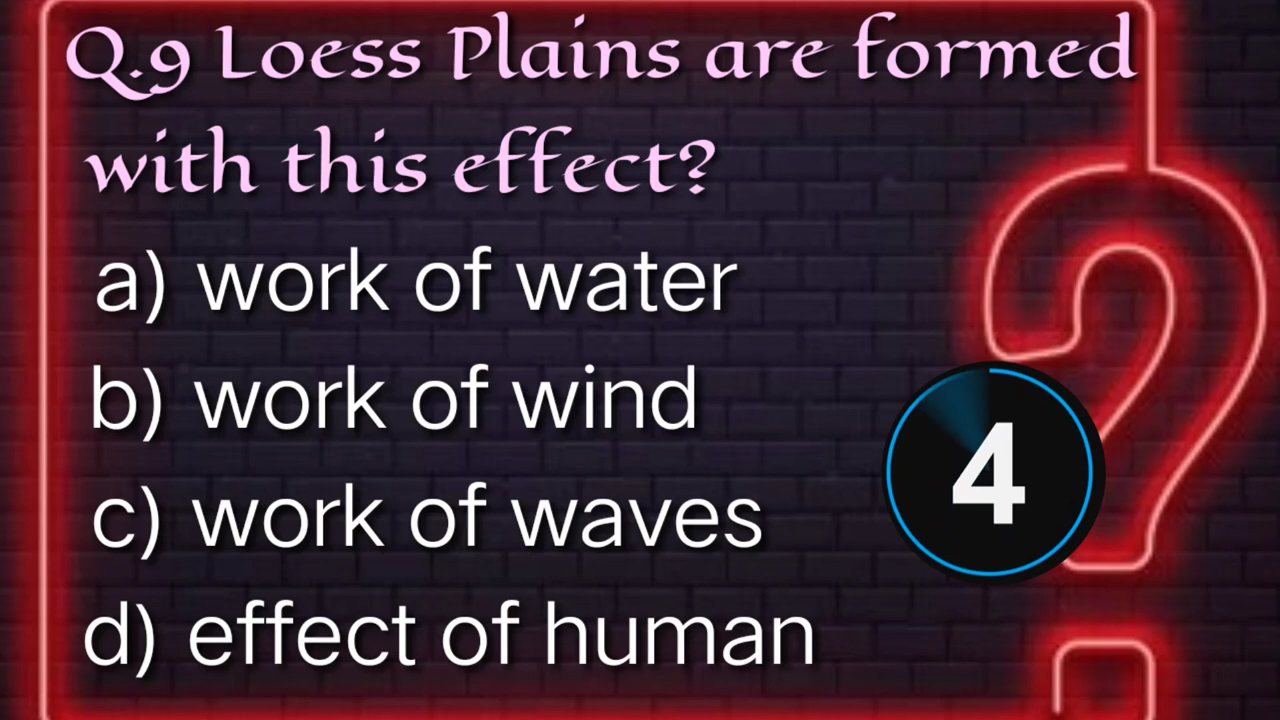 Q.9 Loess Plains are formed
with this effect?
a) work of water
b) work of wind
c) work of waves
d) effect of human
4